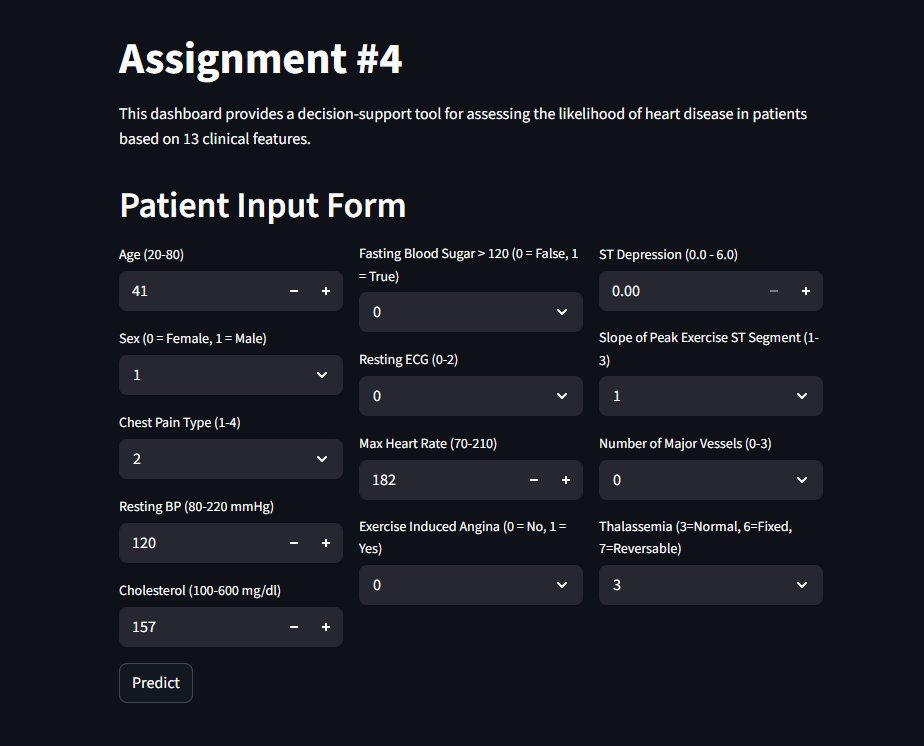 Assignment #4
This dashboard provides a decision-support tool for assessing the likelihood of heart disease in patients
based on 13 clinical features.
Patient Input Form
Age (20-80)
41
Sex (0 = Female, 1 = Male)
1
Chest Pain Type (1-4)
2
Resting BP (80-220 mmHg)
120
Cholesterol (100-600 mg/dl)
157
Fasting Blood Sugar > 120 (0 = False, 1
= True)
0
Resting ECG (0-2)
0
Max Heart Rate (70-210)
182
Exercise Induced Angina (0 = No, 1 =
Yes)
0
ST Depression (0.0 - 6.0)
0.00
Slope of Peak Exercise ST Segment (1-
3)
1
Number of Major Vessels (0-3)
0
Thalassemia (3=Normal, 6=Fixed,
7=Reversable)
3
Predict